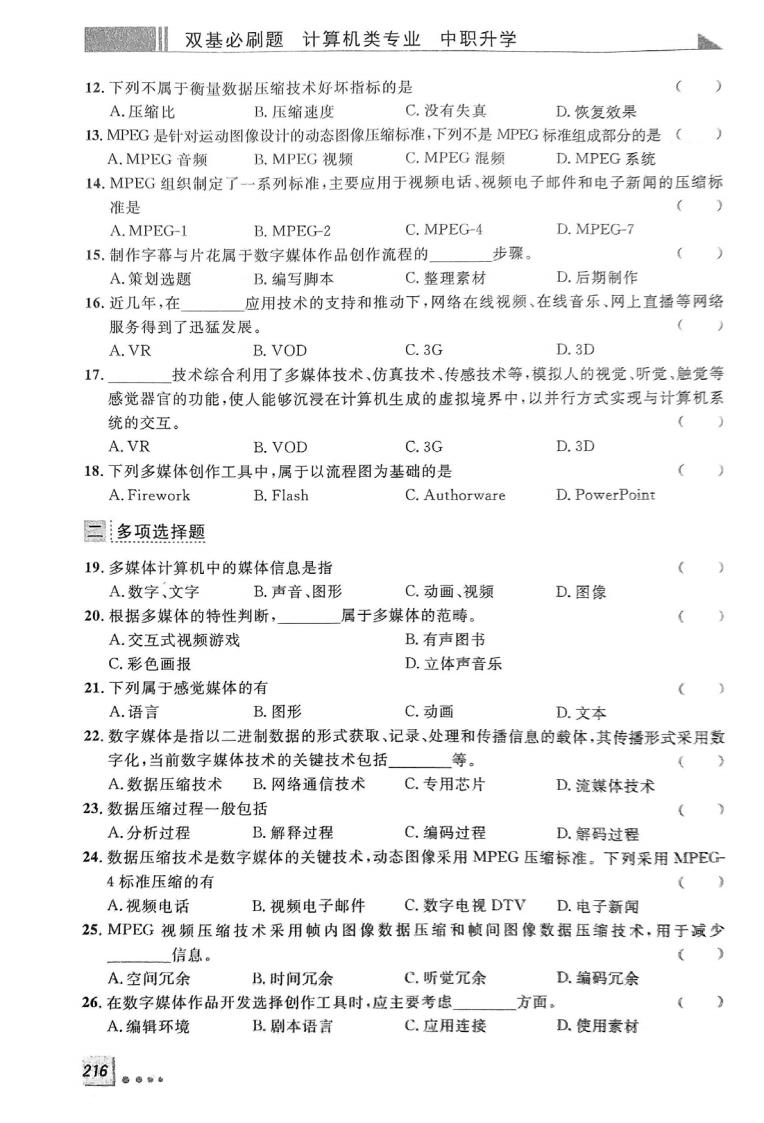 双基必刷题 计算机类专业 中职升学
12. 下列不属于衡量数据压缩技术好坏指标的是 ( )
A. 压缩比 B. 压缩速度 C. 没有失真 D. 恢复效果
13. MPEG 是针对运动图像设计的动态图像压缩标准,下列不是 MPEG 标准组成部分的是 ( )
A. MPEG 音频 B. MPEG 视频 C. MPEG 混频 D. MPEG 系统
14. MPEG 组织制定了一系列标准,主要应用于视频电话、视频电子邮件和电子新闻的压缩标
准是 ( )
A. MPEG-1 B. MPEG-2 C. MPEG-4 D. MPEG-7
15. 制作字幕与片花属于数字媒体作品创作流程的______步骤。 ( )
A. 策划选题 B. 编写脚本 C. 整理素材 D. 后期制作
16. 近几年,在______应用技术的支持和推动下,网络在线视频、在线音乐、网上直播等网络
服务得到了迅猛发展。 ( )
A. VR B. VOD C. 3G D. 3D
17. ______技术综合利用了多媒体技术、仿真技术、传感技术等,模拟人的视觉、听觉、触觉等
感觉器官的功能,使人能够沉浸在计算机生成的虚拟境界中,以并行方式实现与计算机系
统的交互。 ( )
A. VR B. VOD C. 3G D. 3D
18. 下列多媒体创作工具中,属于以流程图为基础的是 ( )
A. Firework B. Flash C. Authorware D. PowerPoint
二 多项选择题
19. 多媒体计算机中的媒体信息是指 ( )
A. 数字、文字 B. 声音、图形 C. 动画、视频 D. 图像
20. 根据多媒体的特性判断,______属于多媒体的范畴。 ( )
A. 交互式视频游戏 B. 有声图书
C. 彩色画报 D. 立体声音乐
21. 下列属于感觉媒体的有 ( )
A. 语言 B. 图形 C. 动画 D. 文本
22. 数字媒体是指以二进制数据的形式获取、记录、处理和传播信息的载体,其传播形式采用数
字化,当前数字媒体技术的关键技术包括______等。 ( )
A. 数据压缩技术 B. 网络通信技术 C. 专用芯片 D. 流媒体技术
23. 数据压缩过程一般包括 ( )
A. 分析过程 B. 解释过程 C. 编码过程 D. 解码过程
24. 数据压缩技术是数字媒体的关键技术,动态图像采用 MPEG 压缩标准。下列采用 MPEG-
4 标准压缩的有 ( )
A. 视频电话 B. 视频电子邮件 C. 数字电视 DTV D. 电子新闻
25. MPEG 视频压缩技术采用帧内图像数据压缩和帧间图像数据压缩技术,用于减少
______信息。 ( )
A. 空间冗余 B. 时间冗余 C. 听觉冗余 D. 编码冗余
26. 在数字媒体作品开发选择创作工具时,应主要考虑______方面。 ( )
A. 编辑环境 B. 剧本语言 C. 应用连接 D. 使用素材
216